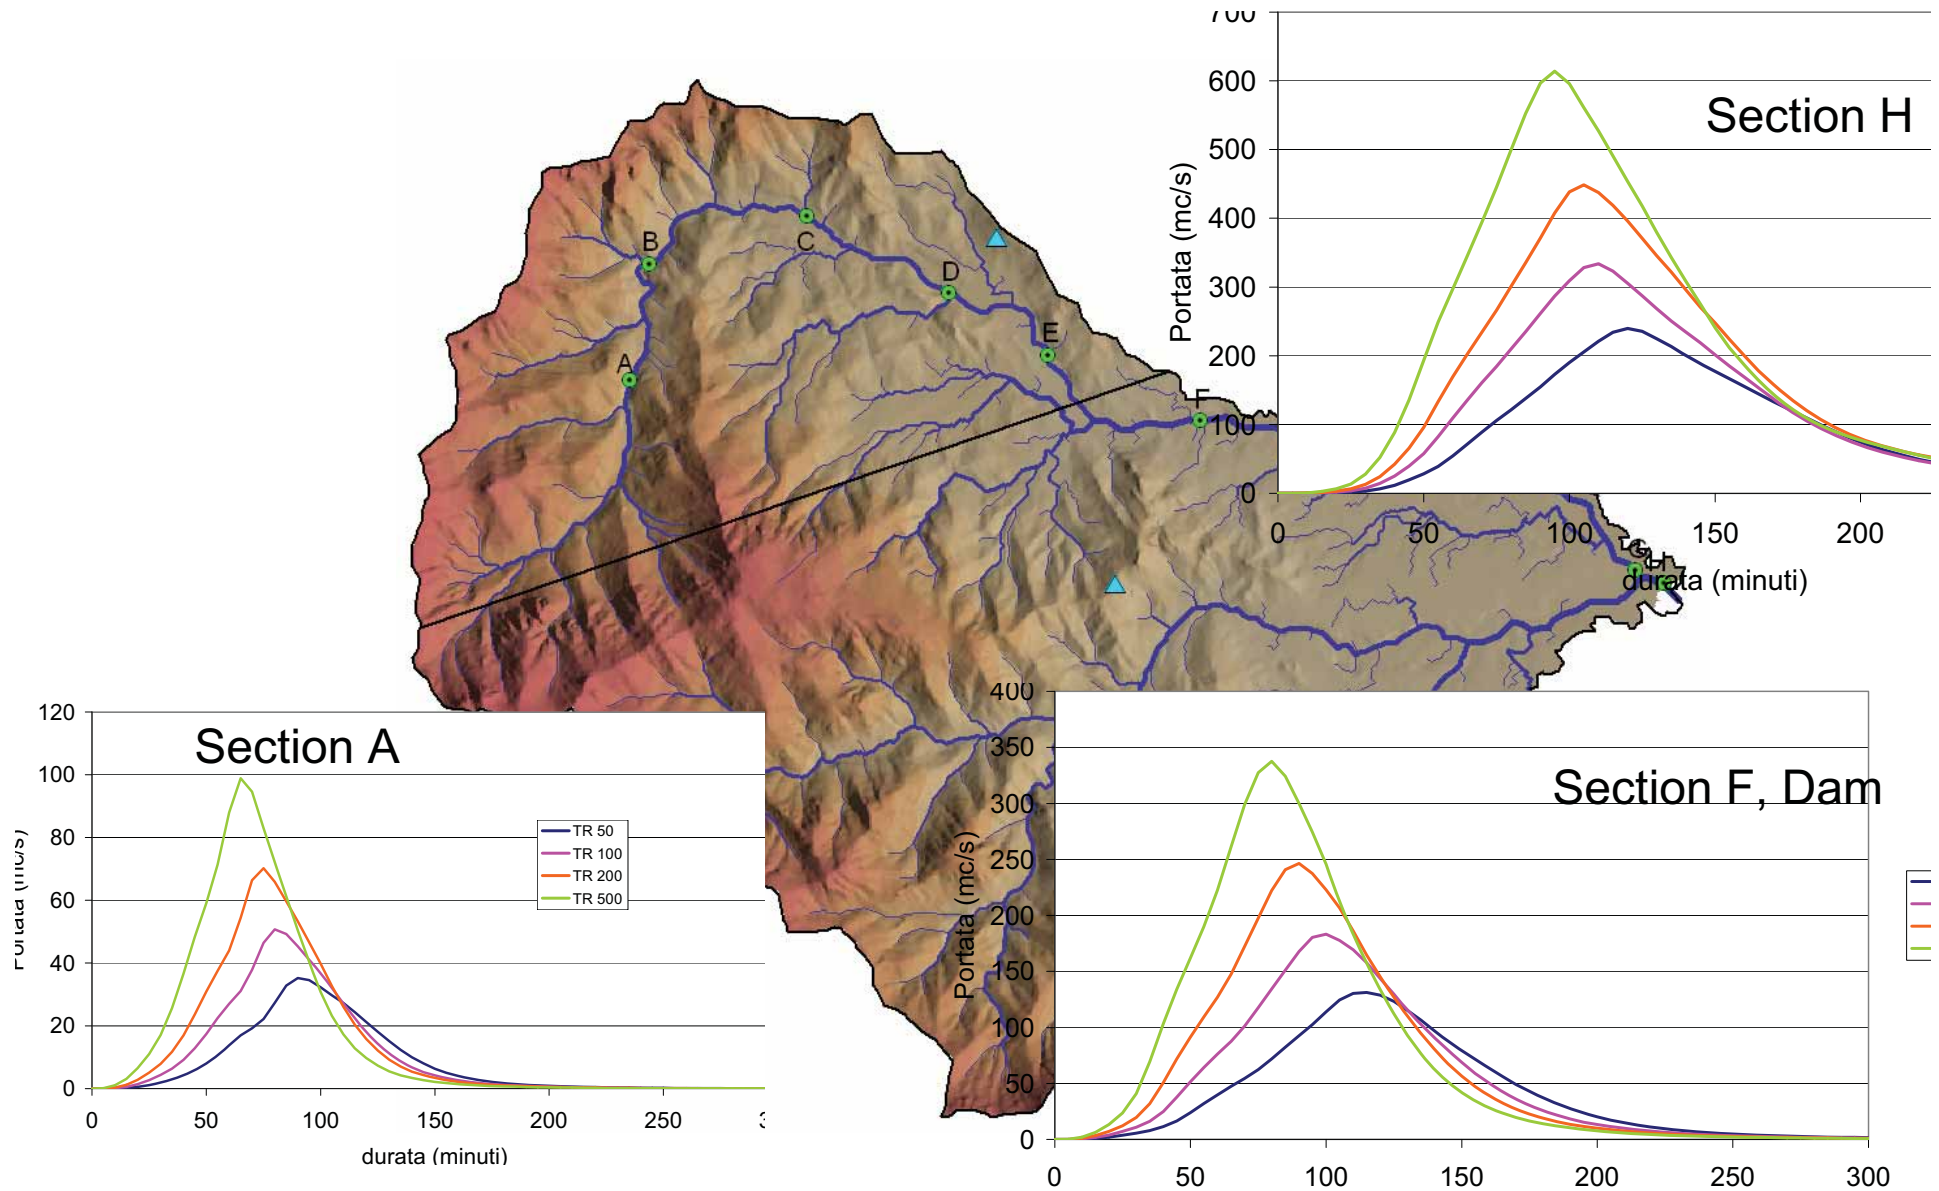 700
600
500
400
300
200
100
0
Portata (mc/s)
Section H
0 50 100 150 200
durata (minuti)
B
C
D
E
A
F
H
120
100
80
60
40
20
0
Section A
TR 50
TR 100
TR 200
TR 500
Portata (mc/s)
0 50 100 150 200 250
durata (minuti)
400
350
300
250
200
150
100
50
0
Portata (mc/s)
Section F, Dam
0 50 100 150 200 250 300